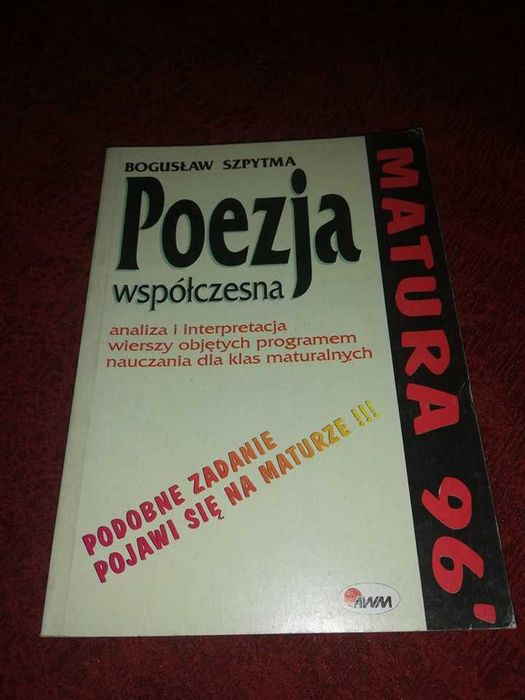 BOGUSŁAW SZPYTMA
Poezja
współczesna
analiza i interpretacja
wierszy objętych programem
nauczania dla klas maturalnych
PODOBNE ZADANIE
POJAWI SIĘ NA MATURZE !!!
MATURA 96'
AWM